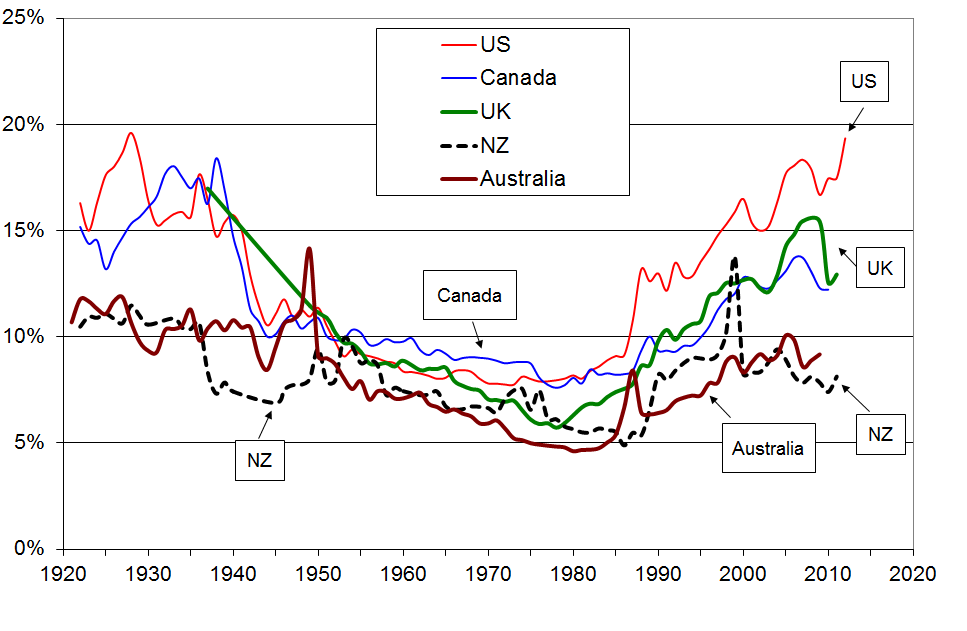 25%
20%
15%
10%
5%
0%
US
Canada
UK
NZ
Australia
US
UK
Canada
NZ
Australia
NZ
1920 1930 1940 1950 1960 1970 1980 1990 2000 2010 2020